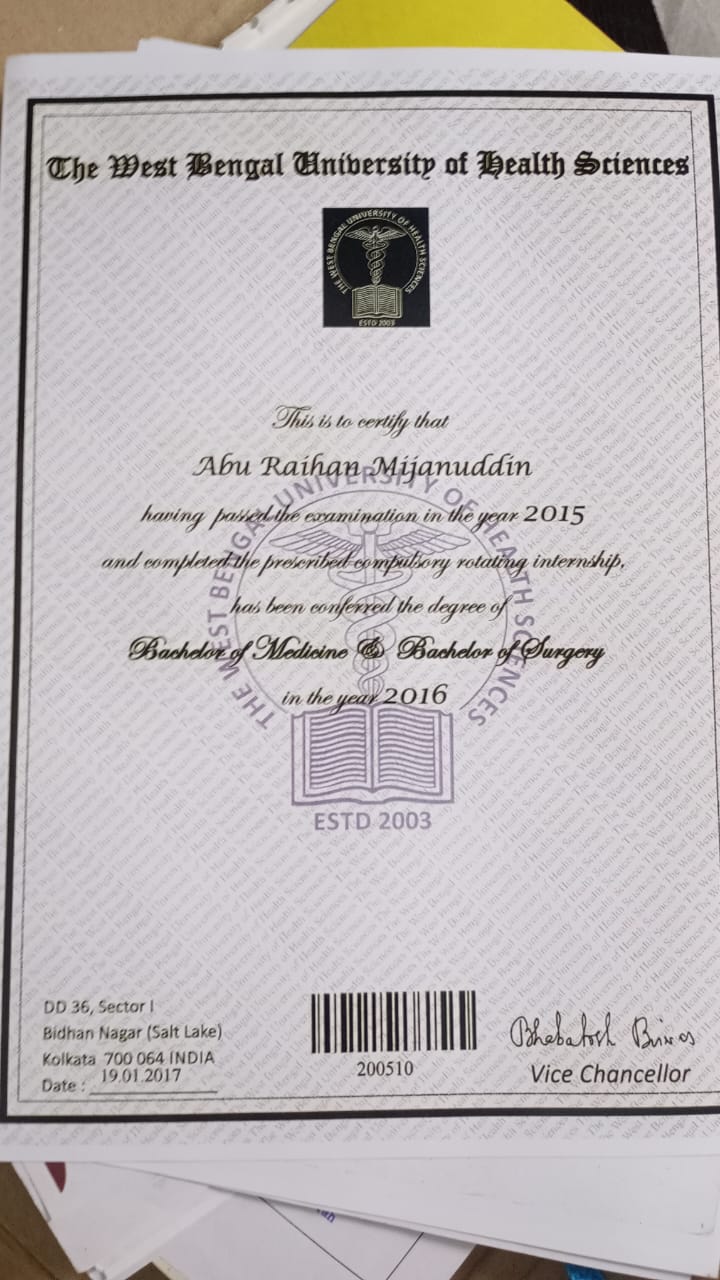 The West Bengal University of Health Sciences
THE WEST BENGAL UNIVERSITY OF HEALTH SCIENCES
ESTD 2003
This is to certify that
Abu Raihan Mijanuddin
having passed the examination in the year 2015
and completed the prescribed compulsory rotating internship,
has been conferred the degree of
Bachelor of Medicine & Bachelor of Surgery
in the year 2016
THE WEST BENGAL UNIVERSITY OF HEALTH SCIENCES
ESTD 2003
DD 36, Sector I
Bidhan Nagar (Salt Lake)
Kolkata 700 064 INDIA
Date : 19.01.2017
200510
Vice Chancellor